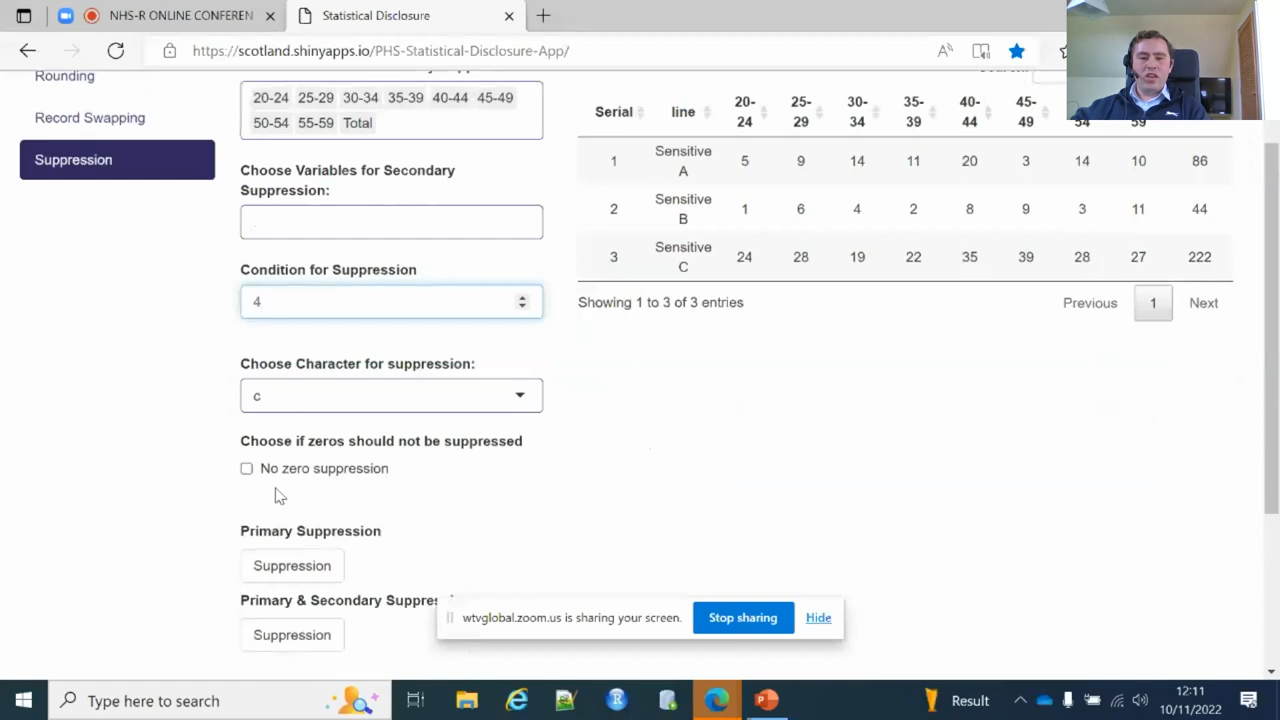 NHS-R ONLINE CONFEREN
Statistical Disclosure
https://scotland.shinyapps.io/PHS-Statistical-Disclosure-App/
Rounding
Record Swapping
Suppression
20-24 25-29 30-34 35-39 40-44 45-49
50-54 55-59 Total
Choose Variables for Secondary
Suppression:
Condition for Suppression
4
Choose Character for suppression:
c
Choose if zeros should not be suppressed
No zero suppression
Primary Suppression
Suppression
Primary & Secondary Suppre
Suppression
Serial line 20- 25- 30- 35- 40- 45-
24 29 34 39 44 49 54 59
1 Sensitive A 5 9 14 11 20 3 14 10 86
2 Sensitive B 1 6 4 2 8 9 3 11 44
3 Sensitive C 24 28 19 22 35 39 28 27 222
Showing 1 to 3 of 3 entries
Previous 1 Next
wtvglobal.zoom.us is sharing your screen. Stop sharing Hide
Type here to search
Result
12:11
10/11/2022